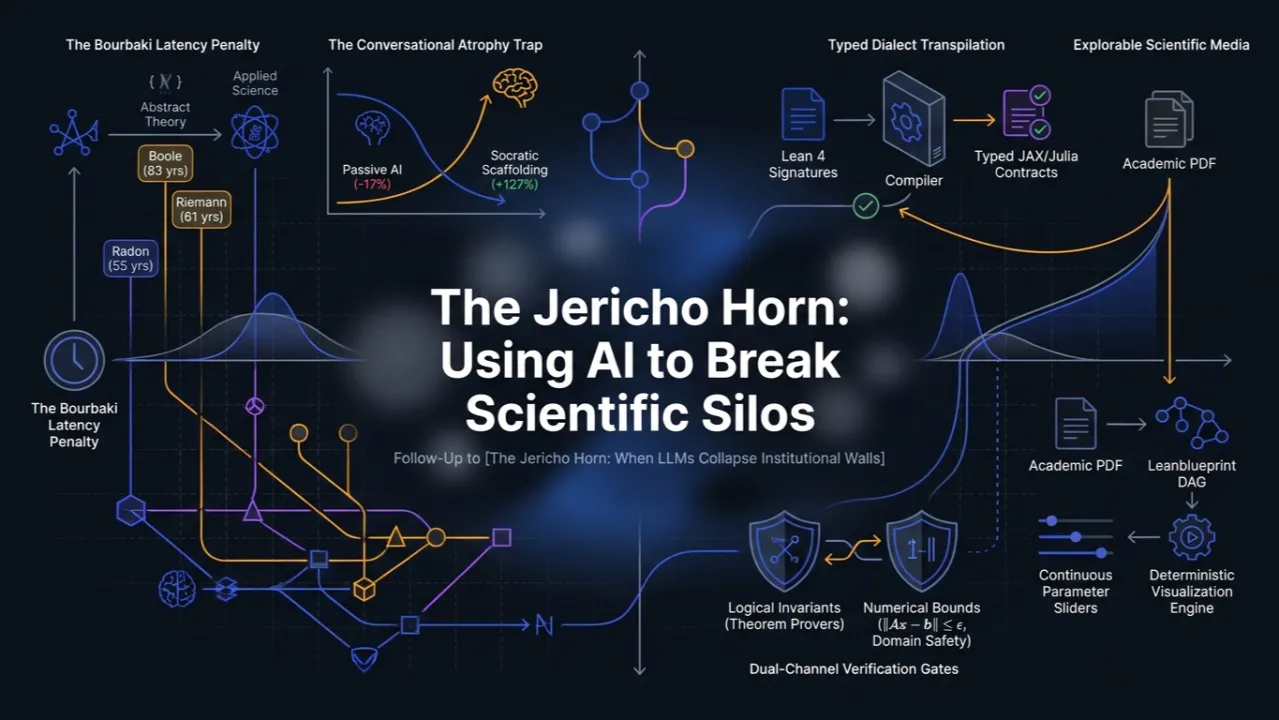 The Bourbaki Latency Penalty
Abstract
Theory
Applied
Science
Boole
(83 yrs)
Riemann
(61 yrs)
Radon
(55 yrs)
The Bourbaki
Latency
Penalty
The Conversational Atrophy Trap
Passive AI
(-17%)
Socratic
Scaffolding
(+127%)
Typed Dialect Transpilation
Lean 4
Signatures
Compiler
Typed JAX/Julia
Contracts
Explorable Scientific Media
Academic PDF
The Jericho Horn:
Using AI to Break
Scientific Silos
Follow-Up to [The Jericho Horn: When LLMs Collapse Institutional Walls]
Academic PDF
Leanblueprint
DAG
Continuous
Parameter
Sliders
Deterministic
Visualization
Engine
Logical Invariants
(Theorem Provers)
Numerical Bounds
(‖Ax − b‖ ≤ ε,
Domain Safety)
Dual-Channel Verification Gates